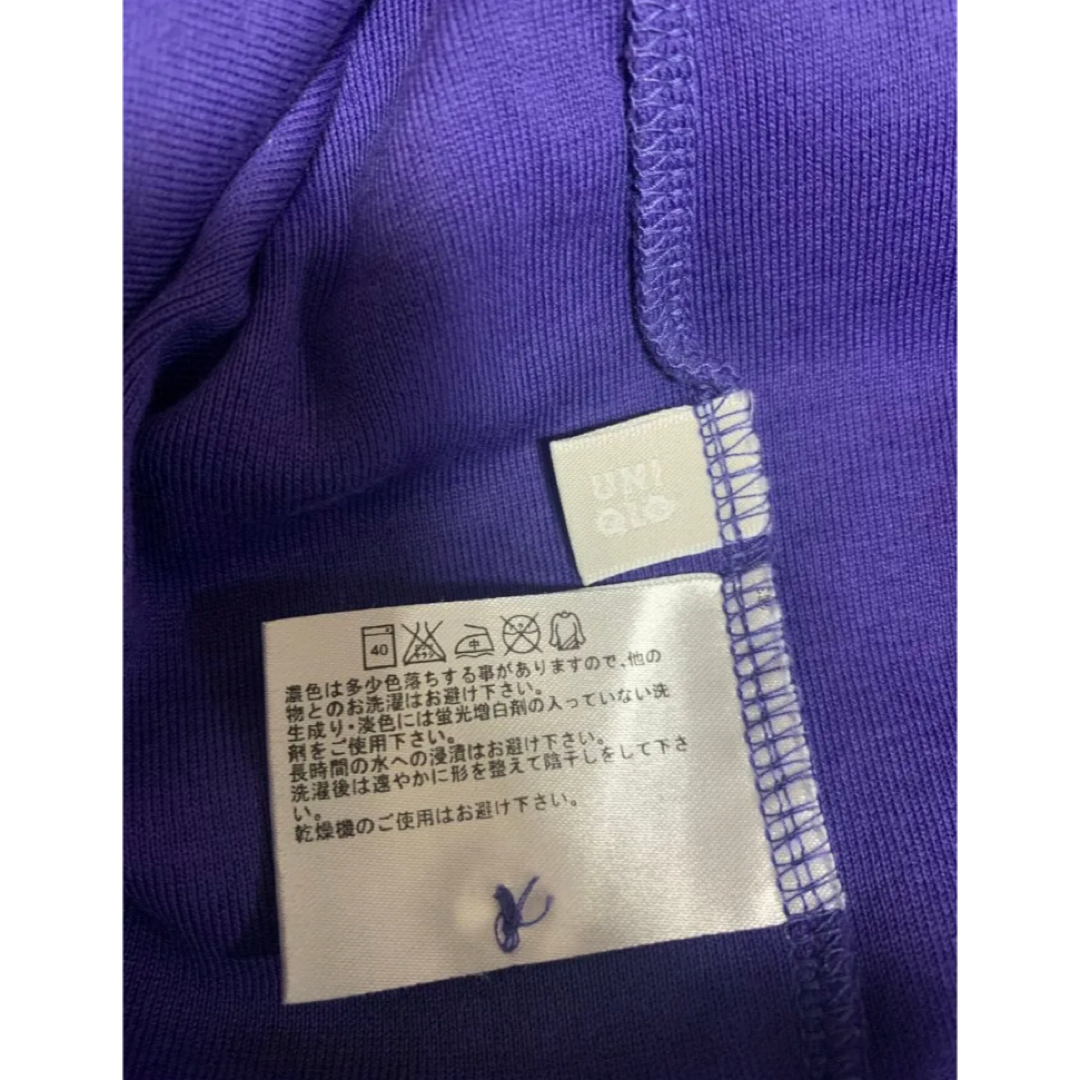 UNI
QLO
40
中
濃色は多少色落ちする事がありますので、他の
物とのお洗濯はお避け下さい。
生成り・淡色には蛍光増白剤の入っていない洗
剤をご使用下さい。
長時間の水への浸漬はお避け下さい。
洗濯後は速やかに形を整えて陰干しをして下さ
い。
乾燥機のご使用はお避け下さい。